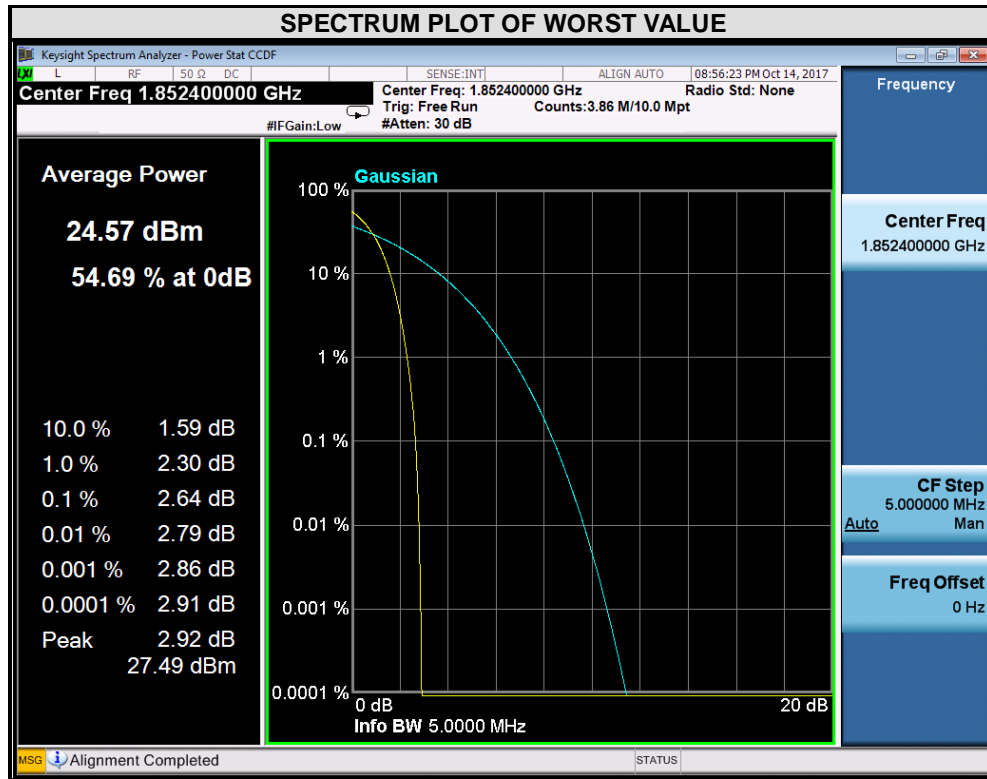 SPECTRUM PLOT OF WORST VALUE
Keysight Spectrum Analyzer - Power Stat CCDF
LXI L RF 50 Ω DC SENSE:INT ALIGN AUTO 08:56:23 PM Oct 14, 2017
Center Freq 1.852400000 GHz
#IFGain:Low
Center Freq: 1.852400000 GHz Radio Std: None
Trig: Free Run Counts:3.86 M/10.0 Mpt
#Atten: 30 dB
Average Power
24.57 dBm
54.69 % at 0dB
10.0 % 1.59 dB
1.0 % 2.30 dB
0.1 % 2.64 dB
0.01 % 2.79 dB
0.001 % 2.86 dB
0.0001 % 2.91 dB
Peak 2.92 dB
27.49 dBm
Gaussian
100 %
10 %
1 %
0.1 %
0.01 %
0.001 %
0.0001 %
0 dB 20 dB
Info BW 5.0000 MHz
Frequency
Center Freq
1.852400000 GHz
CF Step
5.000000 MHz
Auto Man
Freq Offset
0 Hz
MSG Alignment Completed STATUS